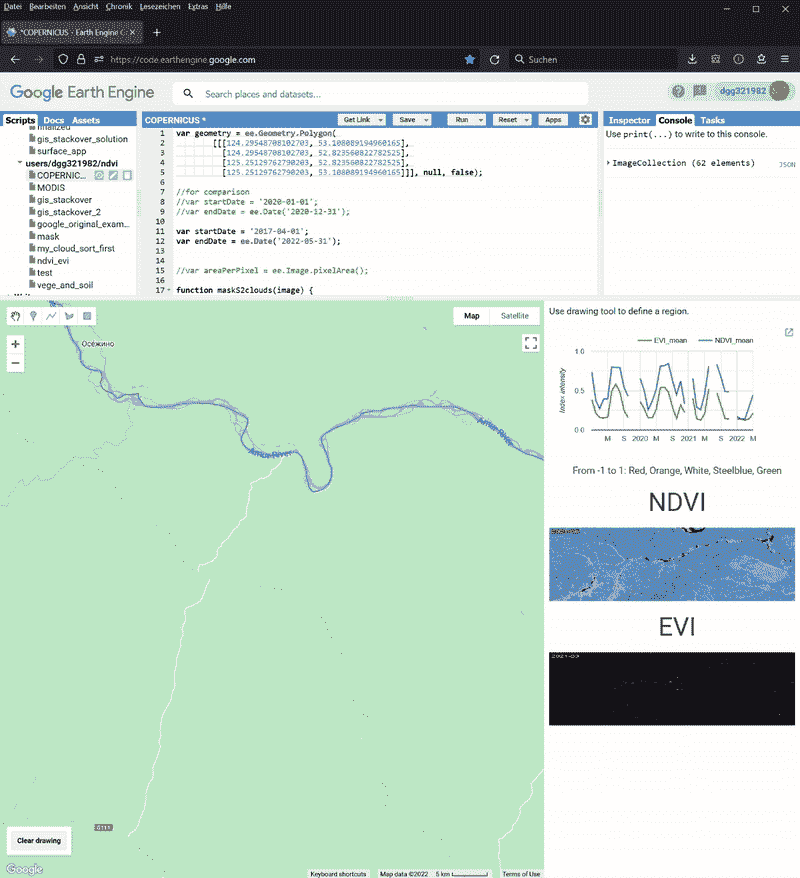 Datei Bearbeiten Ansicht Chronik Lesezeichen Extras Hilfe
*COPERNICUS - Earth Engine C
https://code.earthengine.google.com
Suchen
Google Earth Engine
Search places and datasets...
dgg321982
Scripts Docs Assets
gis_stackover_solution
surface_app
users/dgg321982/ndvi
COPERNIC...
MODIS
gis_stackover
gis_stackover_2
google_original_exam...
mask
my_cloud_sort_first
ndvi_evi
test
vege_and_soil
COPERNICUS *
Get Link Save Run Reset Apps
1 var geometry = ee.Geometry.Polygon(
2 [[[124.29548708102703, 53.108089194960165],
3 [124.29548708102703, 52.823560822782525],
4 [125.25129762790203, 52.823560822782525],
5 [125.25129762790203, 53.108089194960165]]], null, false);
6
7 //for comparison
8 //var startDate = '2020-01-01';
9 //var endDate = ee.Date('2020-12-31');
10
11 var startDate = '2017-04-01';
12 var endDate = ee.Date('2022-05-31');
13
14
15 //var areaPerPixel = ee.Image.pixelArea();
16
17 function maskS2clouds(image) {
Inspector Console Tasks
Use print(...) to write to this console.
ImageCollection (62 elements)
JSON
Осежино
Map Satellite
Amur River
Amur River
S111
Clear drawing
Google
Keyboard shortcuts
Map data ©2022
5 km
Terms of Use
Use drawing tool to define a region.
EVI_mean
NDVI_mean
Index intensity
1.0
0.5
0.0
M S 2020 M S 2021 M S 2022 M
From -1 to 1: Red, Orange, White, Steelblue, Green
NDVI
EVI